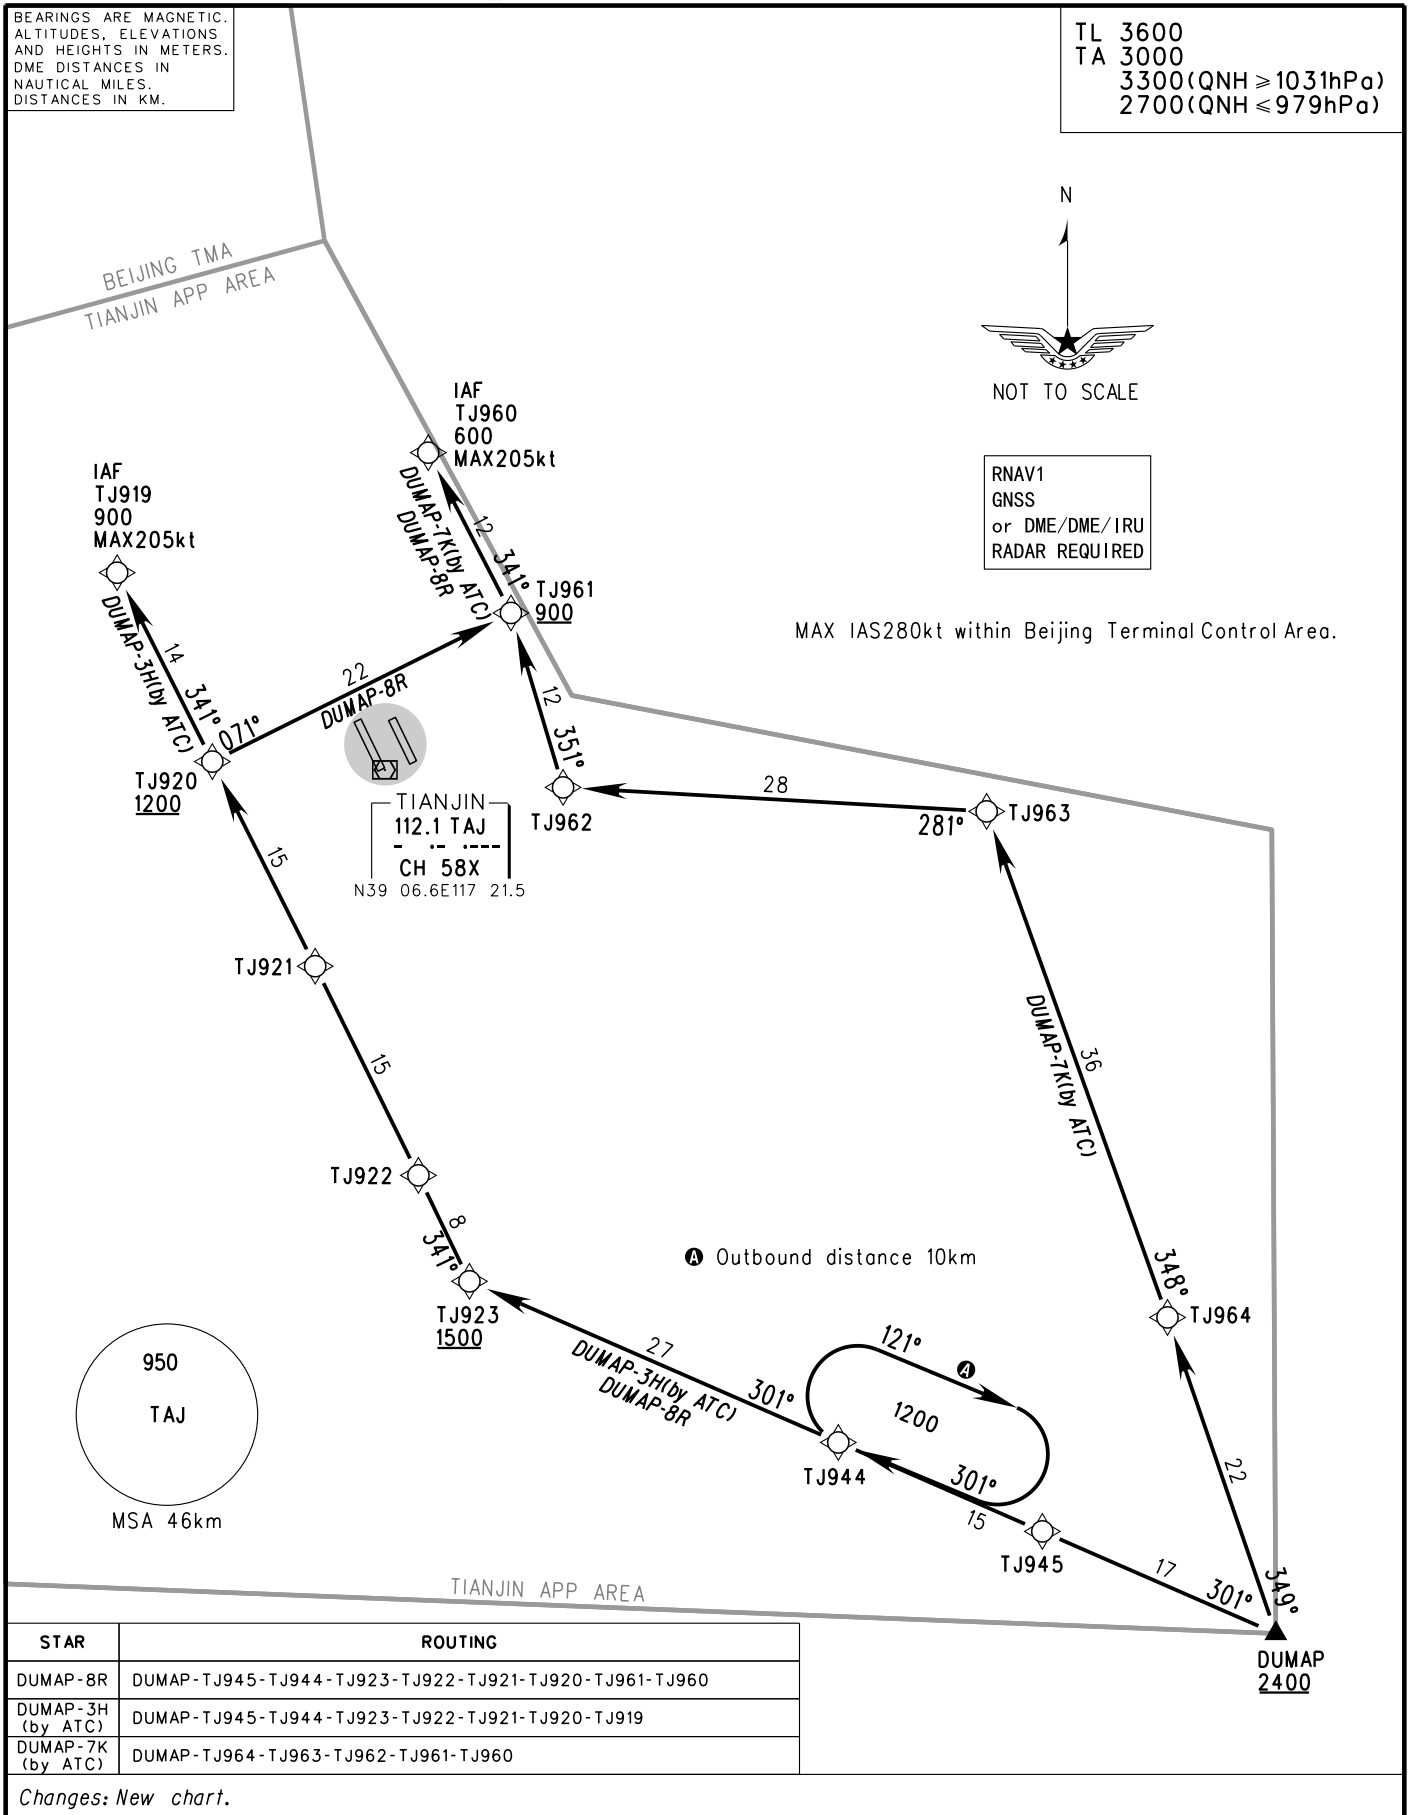 BEARINGS ARE MAGNETIC.
ALTITUDES, ELEVATIONS
AND HEIGHTS IN METERS.
DME DISTANCES IN
NAUTICAL MILES.
DISTANCES IN KM.
TL 3600
TA 3000
3300(QNH≥1031hPa)
2700(QNH≤979hPa)
N
NOT TO SCALE
BEIJING TMA
TIANJIN APP AREA
RNAV1
GNSS
or DME/DME/IRU
RADAR REQUIRED
MAX IAS280kt within Beijing Terminal Control Area.
IAF
TJ960
600
MAX205kt
IAF
TJ919
900
MAX205kt
12
341°
DUMAP-7K(by ATC)
DUMAP-8R
TJ961
900
14
341°
DUMAP-3H(by ATC)
071°
22
DUMAP-8R
12
351°
TJ920
1200
TIANJIN
112.1 TAJ
- ·- ·---
CH 58X
N39 06.6E117 21.5
TJ962
28
281°
TJ963
15
TJ921
15
36
DUMAP-7K(by ATC)
TJ922
8
341°
TJ923
1500
A Outbound distance 10km
348°
TJ964
27
DUMAP-3H(by ATC)
DUMAP-8R
301°
121°
A
1200
301°
TJ944
15
TJ945
17
301°
22
349°
DUMAP
2400
950
TAJ
MSA 46km
TIANJIN APP AREA
STAR ROUTING
DUMAP-8R DUMAP-TJ945-TJ944-TJ923-TJ922-TJ921-TJ920-TJ961-TJ960
DUMAP-3H
(by ATC) DUMAP-TJ945-TJ944-TJ923-TJ922-TJ921-TJ920-TJ919
DUMAP-7K
(by ATC) DUMAP-TJ964-TJ963-TJ962-TJ961-TJ960
Changes: New chart.